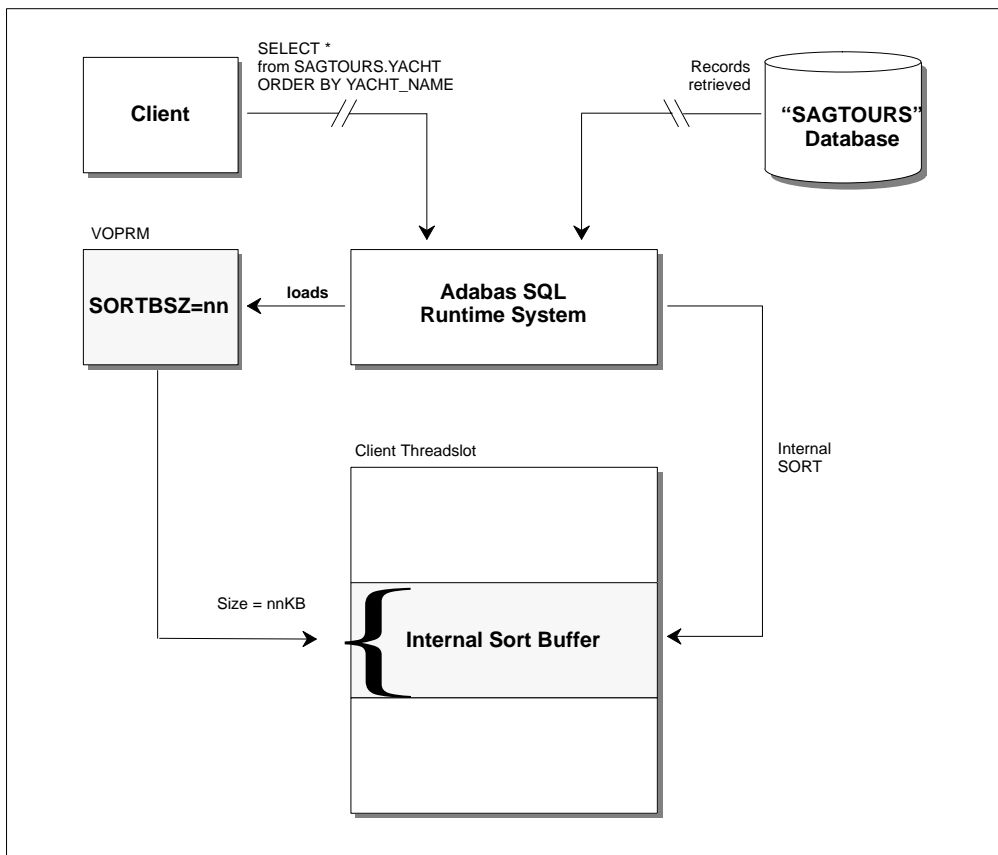 SELECT *
from SAGTOURS.YACHT
ORDER BY YACHT_NAME
Records
retrieved
Client
“SAGTOURS”
Database
VOPRM
SORTBSZ=nn
loads
Adabas SQL
Runtime System
Client Threadslot
Internal
SORT
Size = nnKB
Internal Sort Buffer